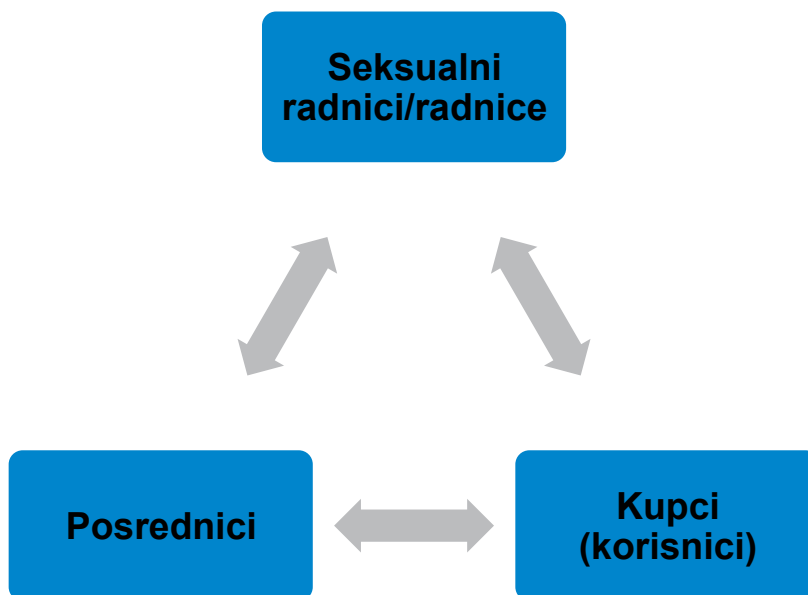 Seksualni
radnici/radnice
Posrednici
Kupci
(korisnici)